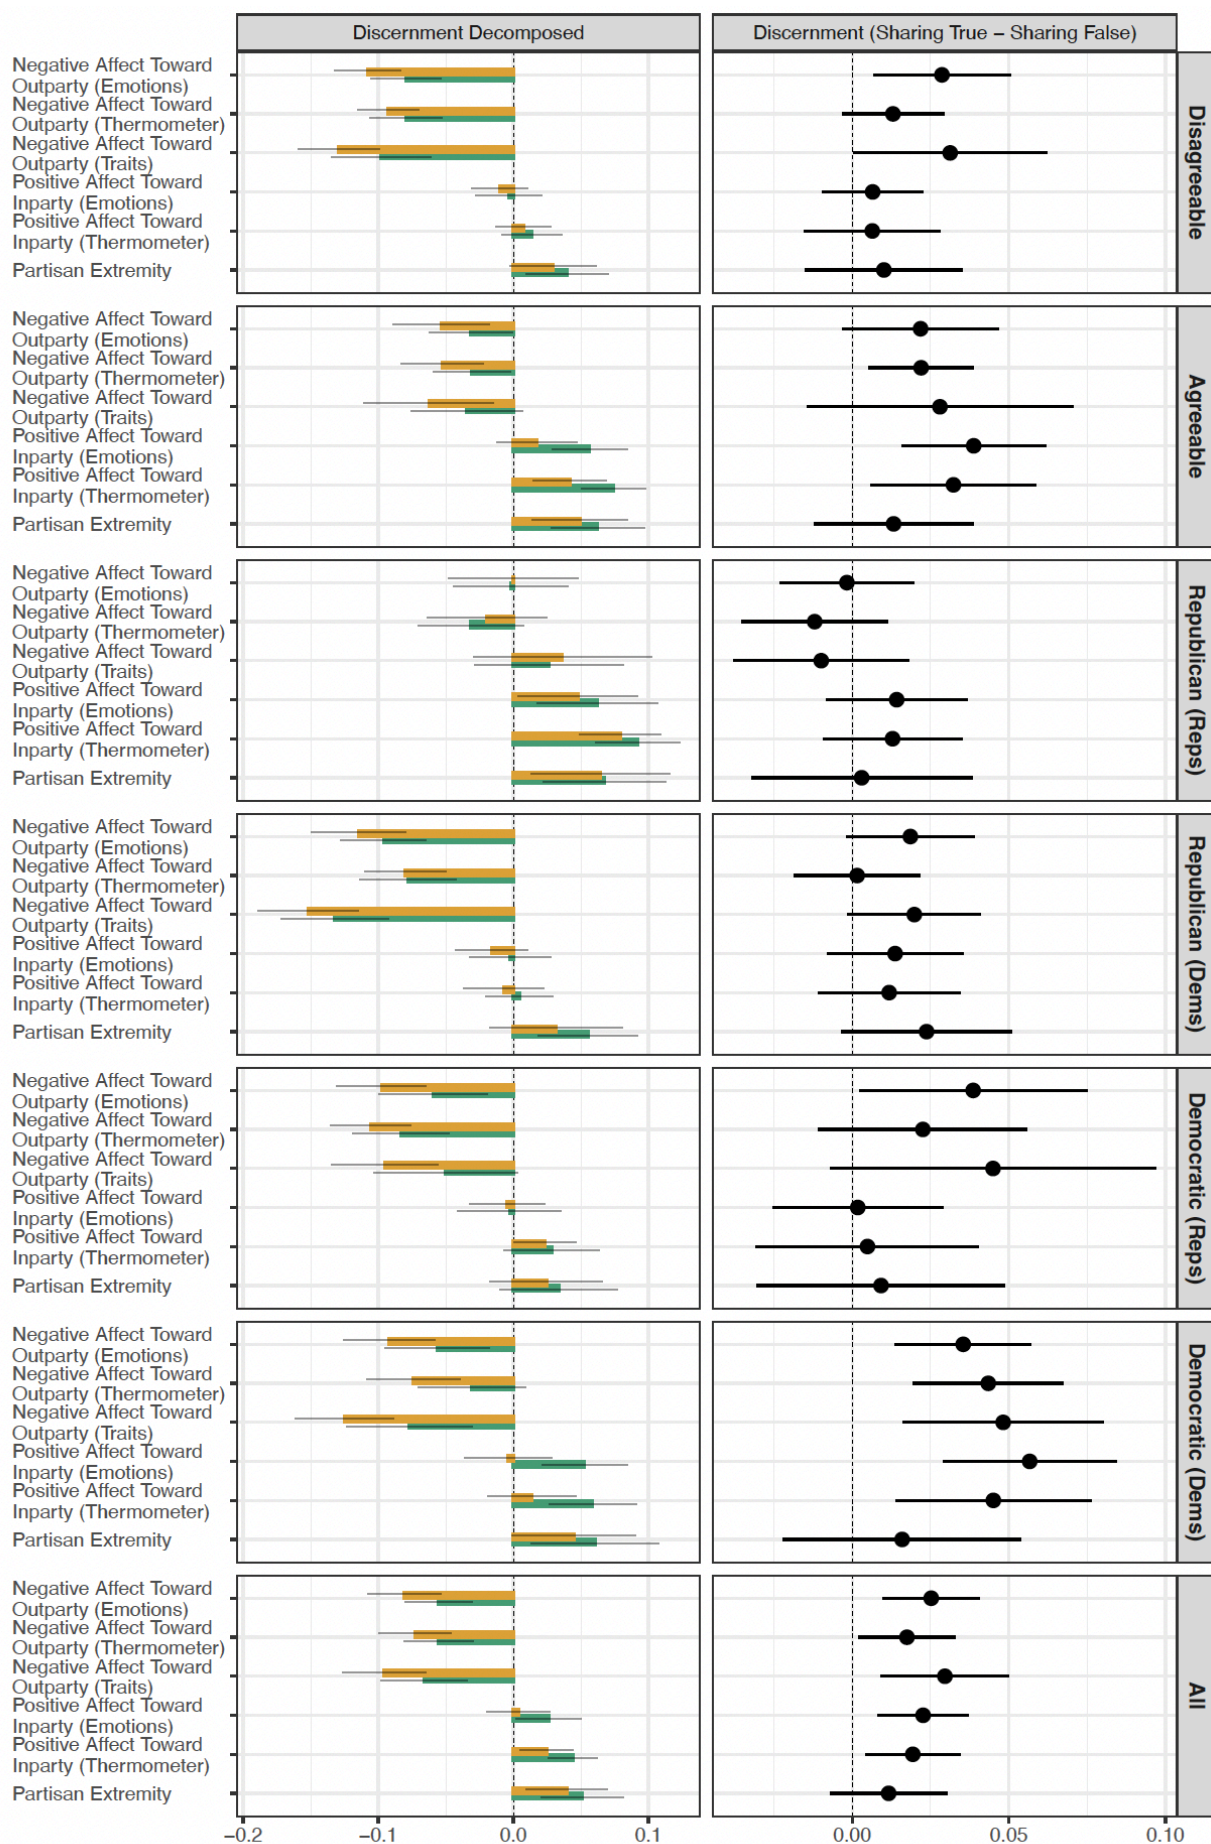 Discernment Decomposed
Discernment (Sharing True − Sharing False)
Negative Affect Toward
Outparty (Emotions)
Negative Affect Toward
Outparty (Thermometer)
Negative Affect Toward
Outparty (Traits)
Positive Affect Toward
Inparty (Emotions)
Positive Affect Toward
Inparty (Thermometer)
Partisan Extremity
Disagreeable
Negative Affect Toward
Outparty (Emotions)
Negative Affect Toward
Outparty (Thermometer)
Negative Affect Toward
Outparty (Traits)
Positive Affect Toward
Inparty (Emotions)
Positive Affect Toward
Inparty (Thermometer)
Partisan Extremity
Agreeable
Negative Affect Toward
Outparty (Emotions)
Negative Affect Toward
Outparty (Thermometer)
Negative Affect Toward
Outparty (Traits)
Positive Affect Toward
Inparty (Emotions)
Positive Affect Toward
Inparty (Thermometer)
Partisan Extremity
Republican (Reps)
Negative Affect Toward
Outparty (Emotions)
Negative Affect Toward
Outparty (Thermometer)
Negative Affect Toward
Outparty (Traits)
Positive Affect Toward
Inparty (Emotions)
Positive Affect Toward
Inparty (Thermometer)
Partisan Extremity
Republican (Dems)
Negative Affect Toward
Outparty (Emotions)
Negative Affect Toward
Outparty (Thermometer)
Negative Affect Toward
Outparty (Traits)
Positive Affect Toward
Inparty (Emotions)
Positive Affect Toward
Inparty (Thermometer)
Partisan Extremity
Democratic (Reps)
Negative Affect Toward
Outparty (Emotions)
Negative Affect Toward
Outparty (Thermometer)
Negative Affect Toward
Outparty (Traits)
Positive Affect Toward
Inparty (Emotions)
Positive Affect Toward
Inparty (Thermometer)
Partisan Extremity
Democratic (Dems)
Negative Affect Toward
Outparty (Emotions)
Negative Affect Toward
Outparty (Thermometer)
Negative Affect Toward
Outparty (Traits)
Positive Affect Toward
Inparty (Emotions)
Positive Affect Toward
Inparty (Thermometer)
Partisan Extremity
All
−0.2 −0.1 0.0 0.1 0.00 0.05 0.10